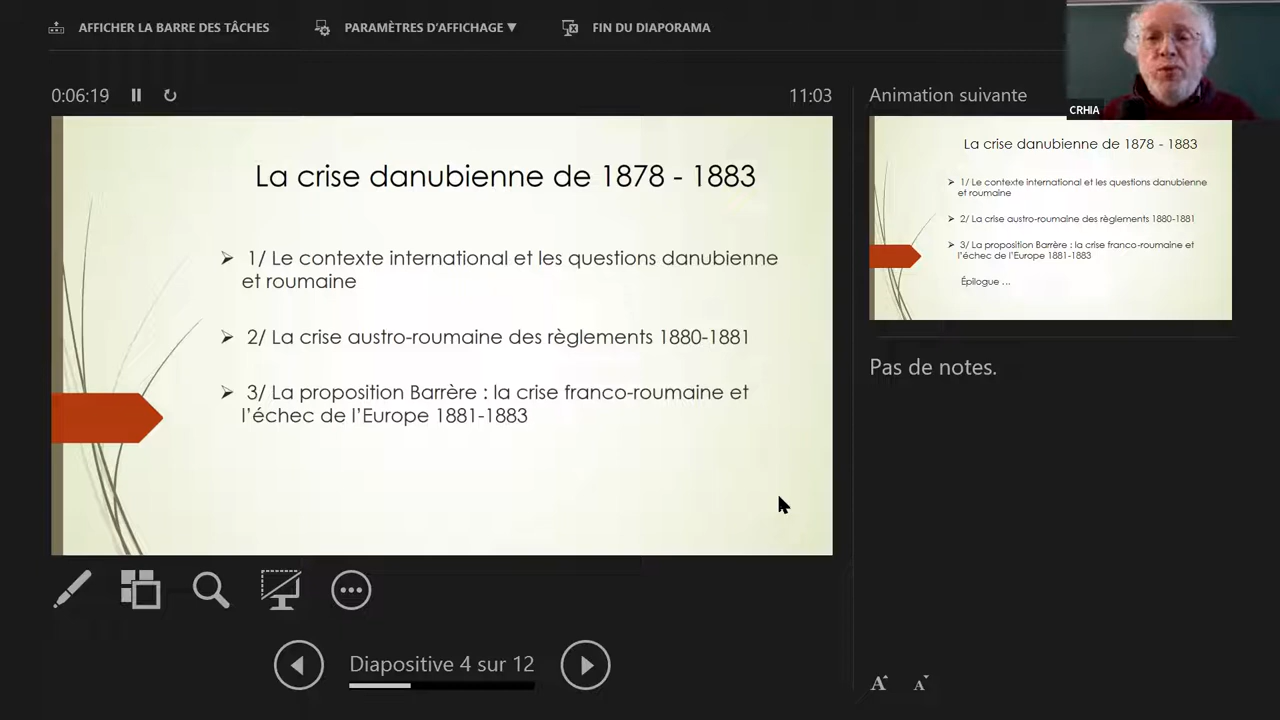 AFFICHER LA BARRE DES TÂCHES
PARAMÈTRES D'AFFICHAGE ▼
FIN DU DIAPORAMA
CRHIA
0:06:19
11:03
Animation suivante
La crise danubienne de 1878 - 1883
1/ Le contexte international et les questions danubienne
et roumaine
2/ La crise austro-roumaine des règlements 1880-1881
3/ La proposition Barrère : la crise franco-roumaine et
l'échec de l'Europe 1881-1883
La crise danubienne de 1878 - 1883
1/ Le contexte international et les questions danubienne
et roumaine
2/ La crise austro-roumaine des règlements 1880-1881
3/ La proposition Barrère : la crise franco-roumaine et
l'échec de l'Europe 1881-1883
Épilogue ...
Pas de notes.
Diapositive 4 sur 12
A A